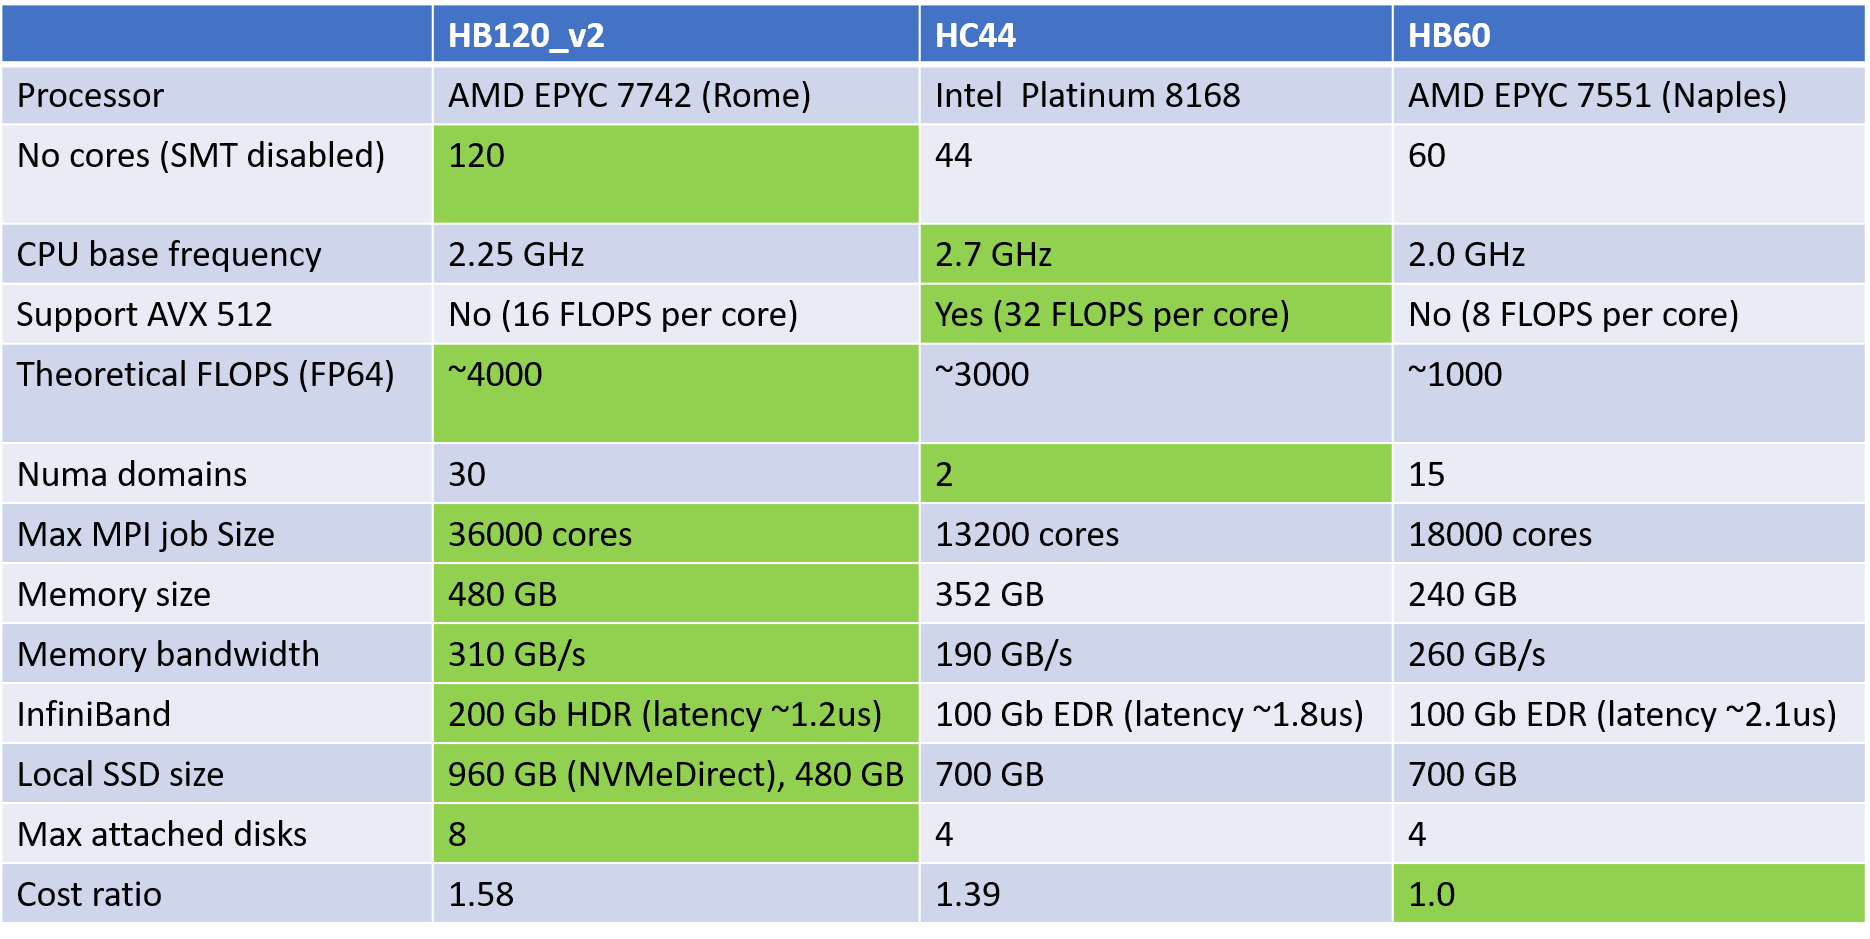 HB120_v2 HC44 HB60
Processor AMD EPYC 7742 (Rome) Intel  Platinum 8168 AMD EPYC 7551 (Naples)
No cores (SMT disabled) 120 44 60
CPU base frequency 2.25 GHz 2.7 GHz 2.0 GHz
Support AVX 512 No (16 FLOPS per core) Yes (32 FLOPS per core) No (8 FLOPS per core)
Theoretical FLOPS (FP64) ~4000 ~3000 ~1000
Numa domains 30 2 15
Max MPI job Size 36000 cores 13200 cores 18000 cores
Memory size 480 GB 352 GB 240 GB
Memory bandwidth 310 GB/s 190 GB/s 260 GB/s
InfiniBand 200 Gb HDR (latency ~1.2us) 100 Gb EDR (latency ~1.8us) 100 Gb EDR (latency ~2.1us)
Local SSD size 960 GB (NVMeDirect), 480 GB 700 GB 700 GB
Max attached disks 8 4 4
Cost ratio 1.58 1.39 1.0